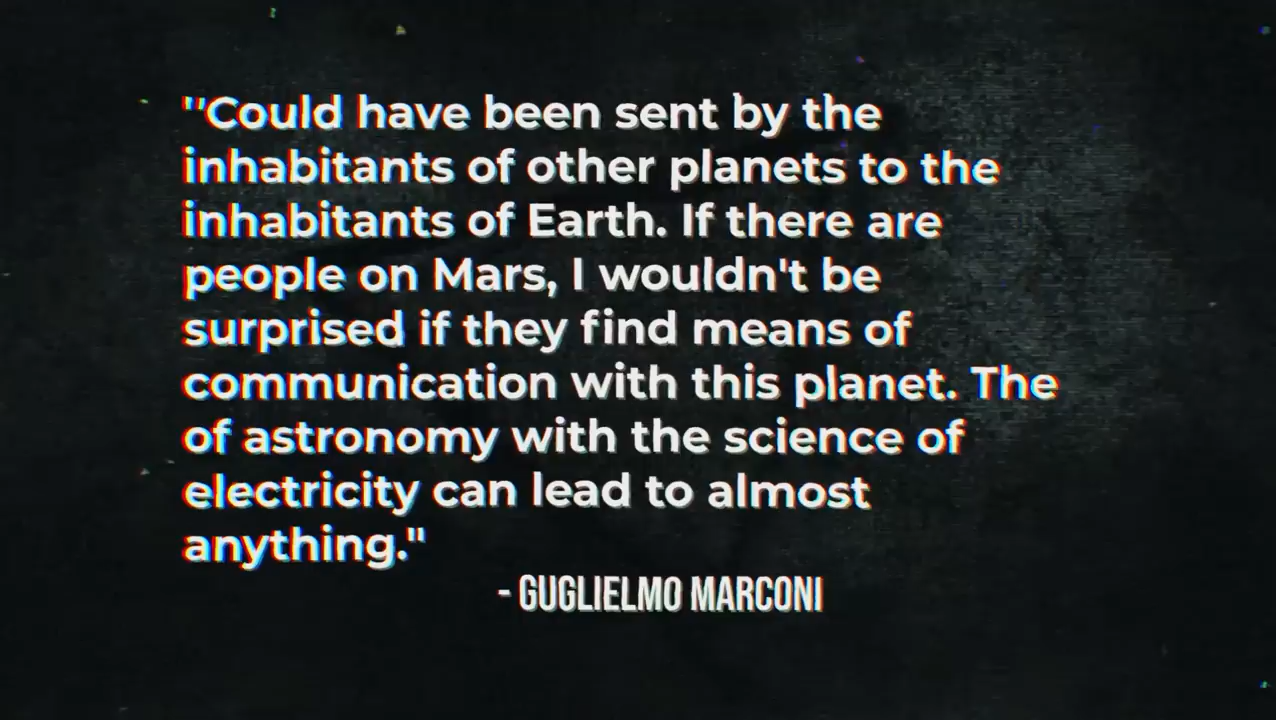 "Could have been sent by the
inhabitants of other planets to the
inhabitants of Earth. If there are
people on Mars, I wouldn't be
surprised if they find means of
communication with this planet. The
of astronomy with the science of
electricity can lead to almost
anything."
- GUGLIELMO MARCONI